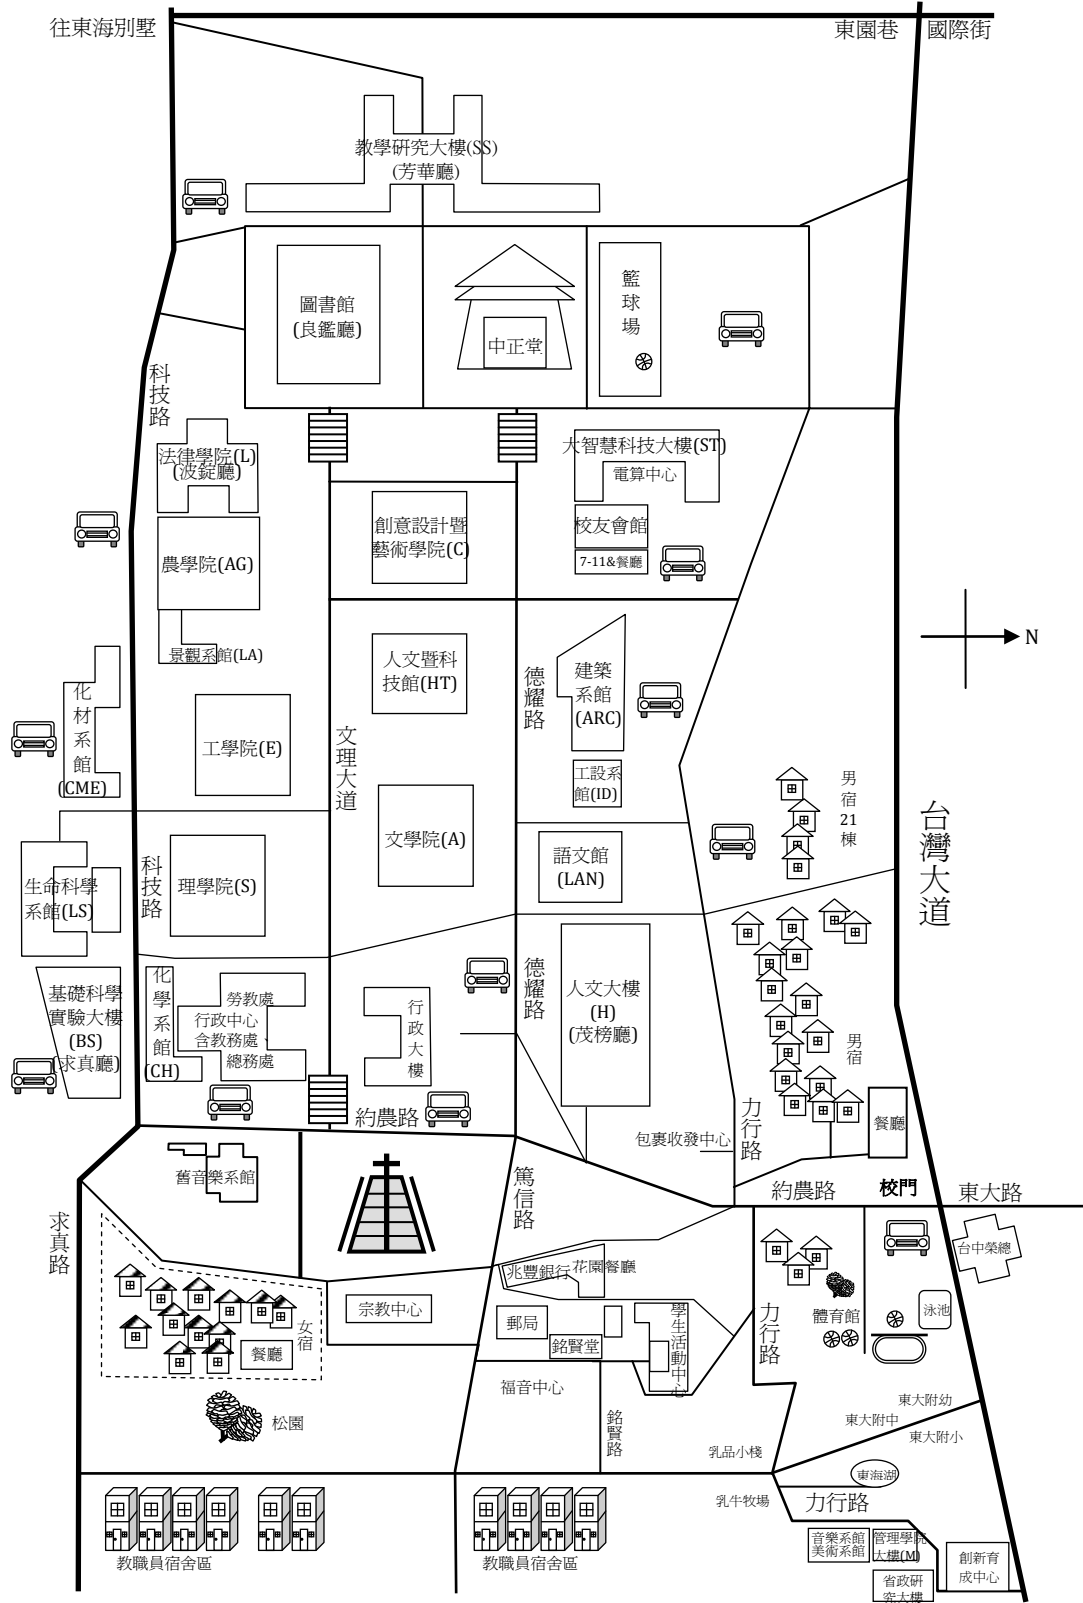 往東海別墅
東園巷
國際街
教學研究大樓(SS)
(芳華廳)
圖書館
(良鑑廳)
中正堂
籃球場
科技路
法律學院(L)
(波錠廳)
大智慧科技大樓(ST)
電算中心
創意設計暨
藝術學院(C)
校友會館
7-11&餐廳
農學院(AG)
景觀系館(LA)
人文暨科
技館(HT)
德耀路
建築
系館
(ARC)
N
化材系館
(CME)
工學院(E)
文理大道
工設系
館(ID)
男宿21棟
台灣大道
文學院(A)
語文館
(LAN)
科技路
理學院(S)
生命科學
系館(LS)
基礎科學
實驗大樓
(BS)
(求真廳)
化學系館
(CH)
勞教處
行政中心
含教務處、
總務處
行政大樓
德耀路
人文大樓
(H)
(茂榜廳)
男宿
餐廳
約農路
包裹收發中心
力行路
舊音樂系館
篤信路
約農路
校門
東大路
求真路
兆豐銀行
花園餐廳
台中榮總
宗教中心
郵局
銘賢堂
學生活動中心
力行路
體育館
泳池
女宿
餐廳
福音中心
松園
銘賢路
東大附幼
東大附中
東大附小
乳品小棧
東海湖
乳牛牧場
力行路
音樂系館
美術系館
管理學院
大樓(M)
創新育
成中心
省政研
究大樓
教職員宿舍區
教職員宿舍區